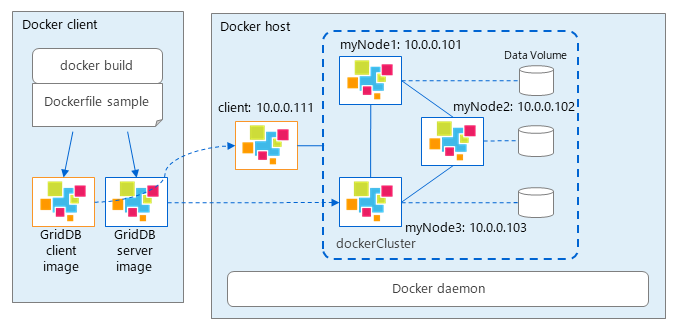 Docker client
docker build
Dockerfile sample
GridDB
client
image
GridDB
server
image
Docker host
myNode1: 10.0.0.101
Data Volume
client: 10.0.0.111
myNode2: 10.0.0.102
myNode3: 10.0.0.103
dockerCluster
Docker daemon